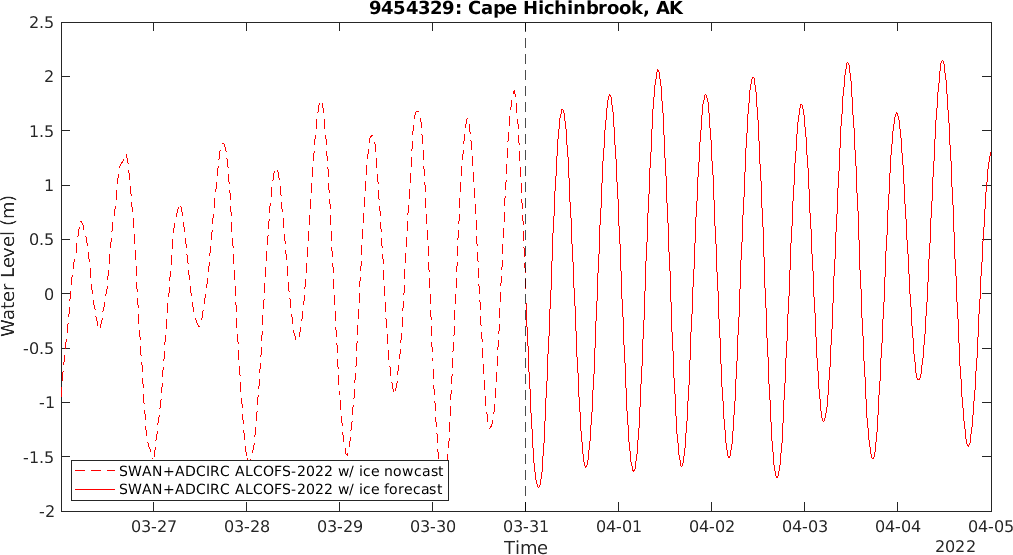 9454329: Cape Hichinbrook, AK
Water Level (m)
2.5
2
1.5
1
0.5
0
-0.5
-1
-1.5
-2
SWAN+ADCIRC ALCOFS-2022 w/ ice nowcast
SWAN+ADCIRC ALCOFS-2022 w/ ice forecast
03-27 03-28 03-29 03-30 03-31 04-01 04-02 04-03 04-04 04-05
Time
2022